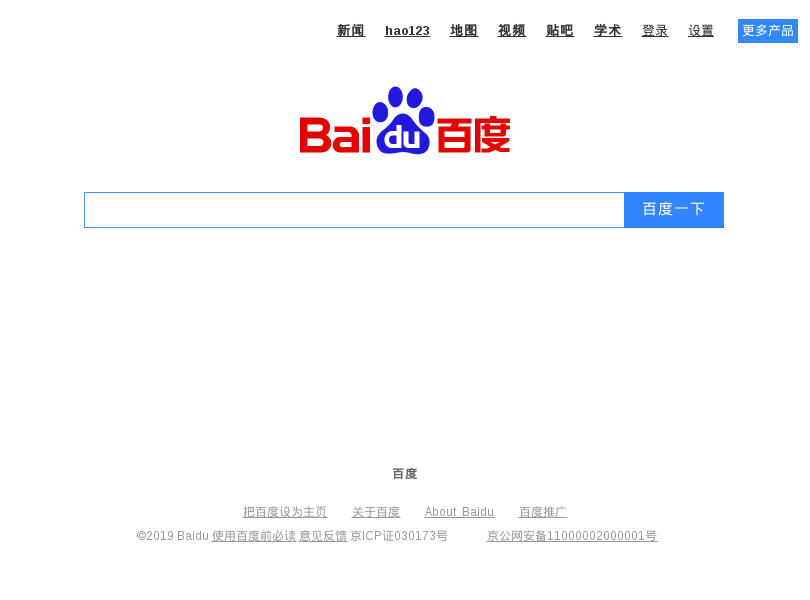 新闻 hao123 地图 视频 贴吧 学术 登录 设置 更多产品
Bai du 百度
百度一下
百度
把百度设为主页 关于百度 About Baidu 百度推广
©2019 Baidu 使用百度前必读 意见反馈 京ICP证030173号 京公网安备11000002000001号